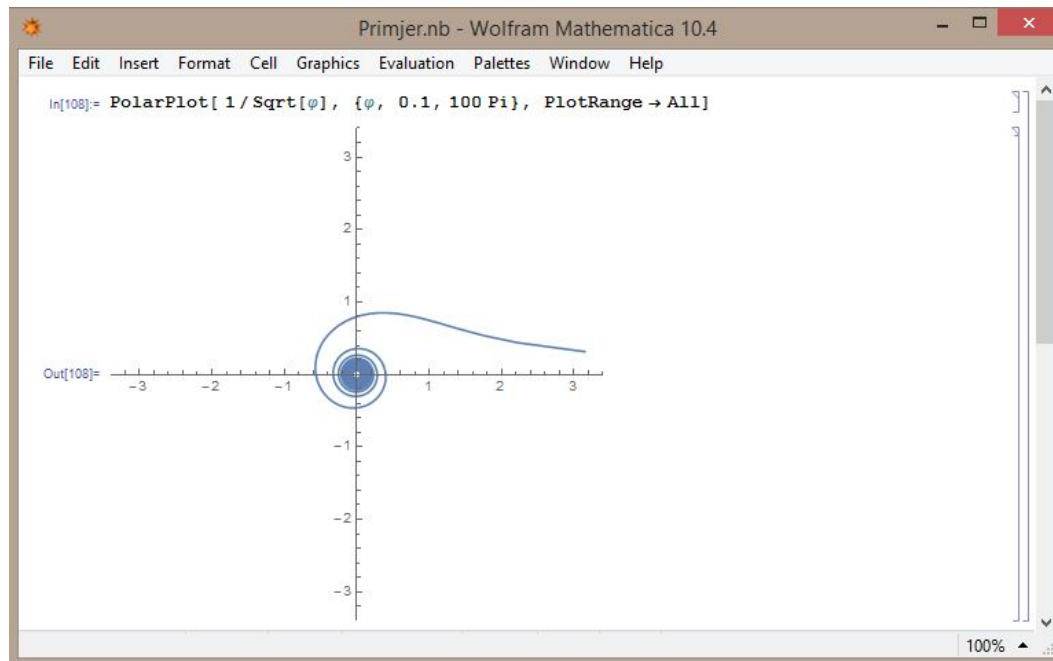 Primjer.nb - Wolfram Mathematica 10.4
File Edit Insert Format Cell Graphics Evaluation Palettes Window Help
In[108]:= PolarPlot[ 1/Sqrt[φ], {φ, 0.1, 100 Pi}, PlotRange → All]
3
2
1
Out[108]=
-3 -2 -1 1 2 3
-1
-2
-3
100%